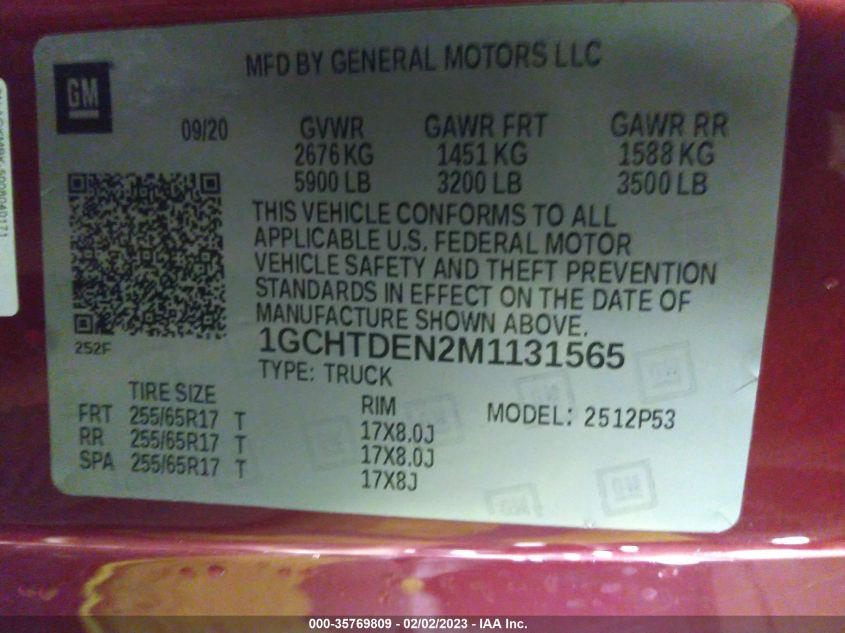 MFD BY GENERAL MOTORS LLC
GM
09/20 GVWR GAWR FRT GAWR RR
2676 KG 1451 KG 1588 KG
5900 LB 3200 LB 3500 LB
THIS VEHICLE CONFORMS TO ALL
APPLICABLE U.S. FEDERAL MOTOR
VEHICLE SAFETY AND THEFT PREVENTION
STANDARDS IN EFFECT ON THE DATE OF
MANUFACTURE SHOWN ABOVE.
252F
1GCHTDEN2M1131565
TYPE: TRUCK
TIRE SIZE RIM MODEL: 2512P53
FRT 255/65R17 T 17X8.0J
RR 255/65R17 T 17X8.0J
SPA 255/65R17 T 17X8J
000-35769809 - 02/02/2023 - IAA Inc.